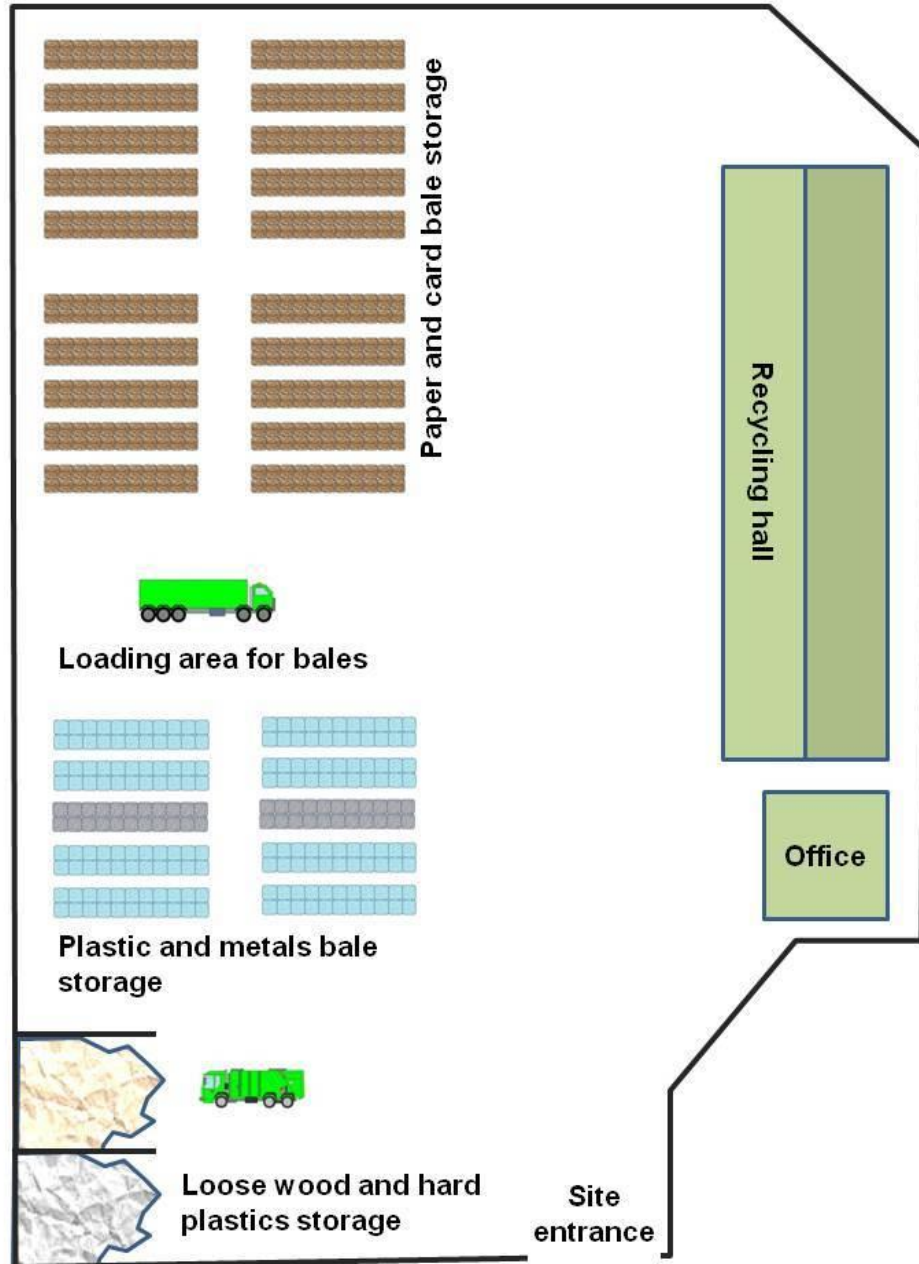 Paper and card bale storage
Recycling hall
Loading area for bales
Office
Plastic and metals bale
storage
Loose wood and hard
plastics storage
Site
entrance